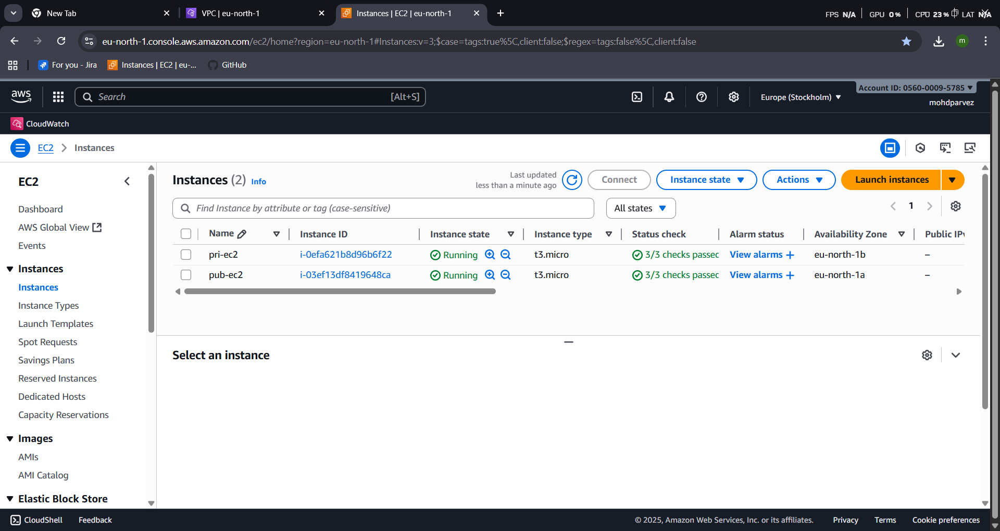 New Tab
VPC | eu-north-1
Instances | EC2 | eu-north-1
FPS N/A GPU 0% CPU 23% LAT N/A
eu-north-1.console.aws.amazon.com/ec2/home?region=eu-north-1#Instances:v=3;$case=tags:true%5C,client:false;$regex=tags:false%5C,client:false
m
For you - Jira
Instances | EC2 | eu-...
GitHub
aws
Search [Alt+S]
Europe (Stockholm)
Account ID: 0560-0009-5785
mohdparvez
CloudWatch
EC2 Instances
EC2
Dashboard
AWS Global View
Events
Instances
Instances
Instance Types
Launch Templates
Spot Requests
Savings Plans
Reserved Instances
Dedicated Hosts
Capacity Reservations
Images
AMIs
AMI Catalog
Elastic Block Store
Instances (2) Info
Last updated
less than a minute ago
Connect
Instance state
Actions
Launch instances
Find Instance by attribute or tag (case-sensitive)
All states
1
Name Instance ID Instance state Instance type Status check Alarm status Availability Zone Public IPv
pri-ec2 i-0efa621b8d96b6f22 Running t3.micro 3/3 checks passed View alarms + eu-north-1b –
pub-ec2 i-03ef13df8419648ca Running t3.micro 3/3 checks passed View alarms + eu-north-1a –
Select an instance
CloudShell Feedback © 2025, Amazon Web Services, Inc. or its affiliates. Privacy Terms Cookie preferences